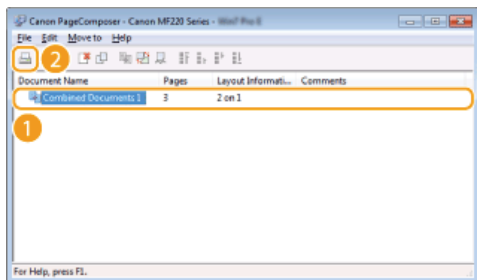 Canon PageComposer - Canon MF220 Series -
File Edit Move to Help
2
Document Name Pages Layout Informati... Comments
Combined Documents 1 3 2 on 1
1
For Help, press F1.